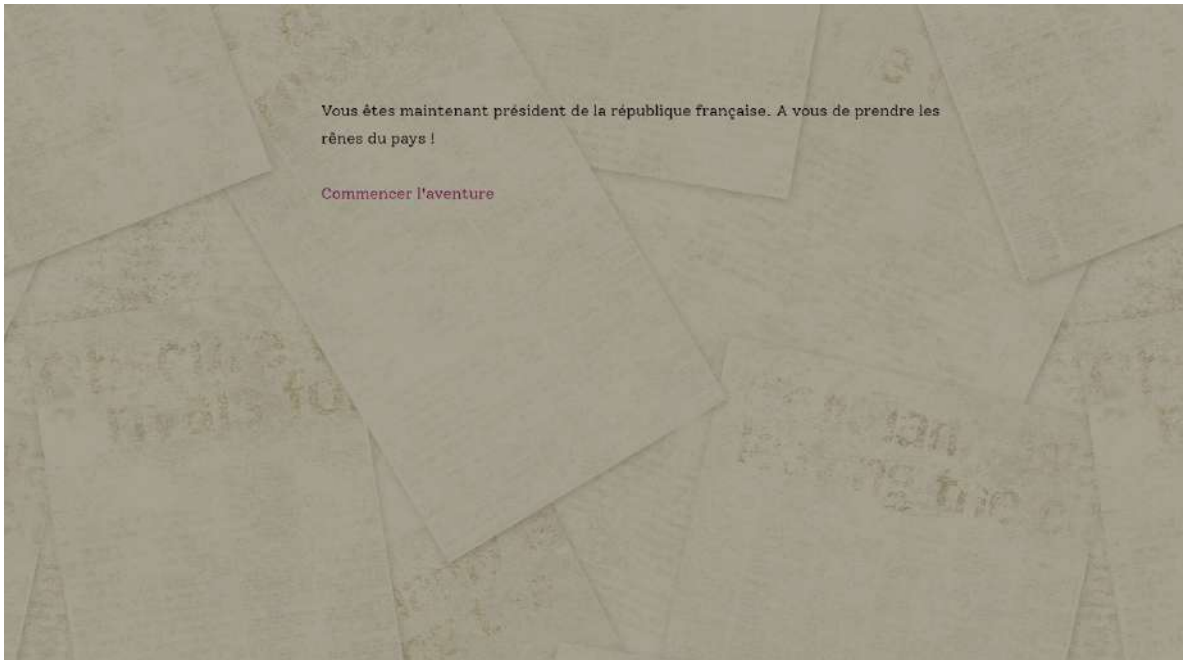 Vous êtes maintenant président de la république française. A vous de prendre les
rênes du pays !
Commencer l'aventure